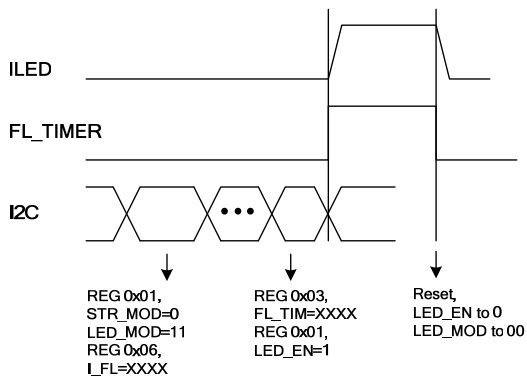 ILED
FL_TIMER
I2C
•••
REG 0x01,
STR_MOD=0
LED_MOD=11
REG 0x06,
I_FL=XXXX
REG 0x03,
FL_TIM=XXXX
REG 0x01,
LED_EN=1
Reset,
LED_EN to 0
LED_MOD to 00